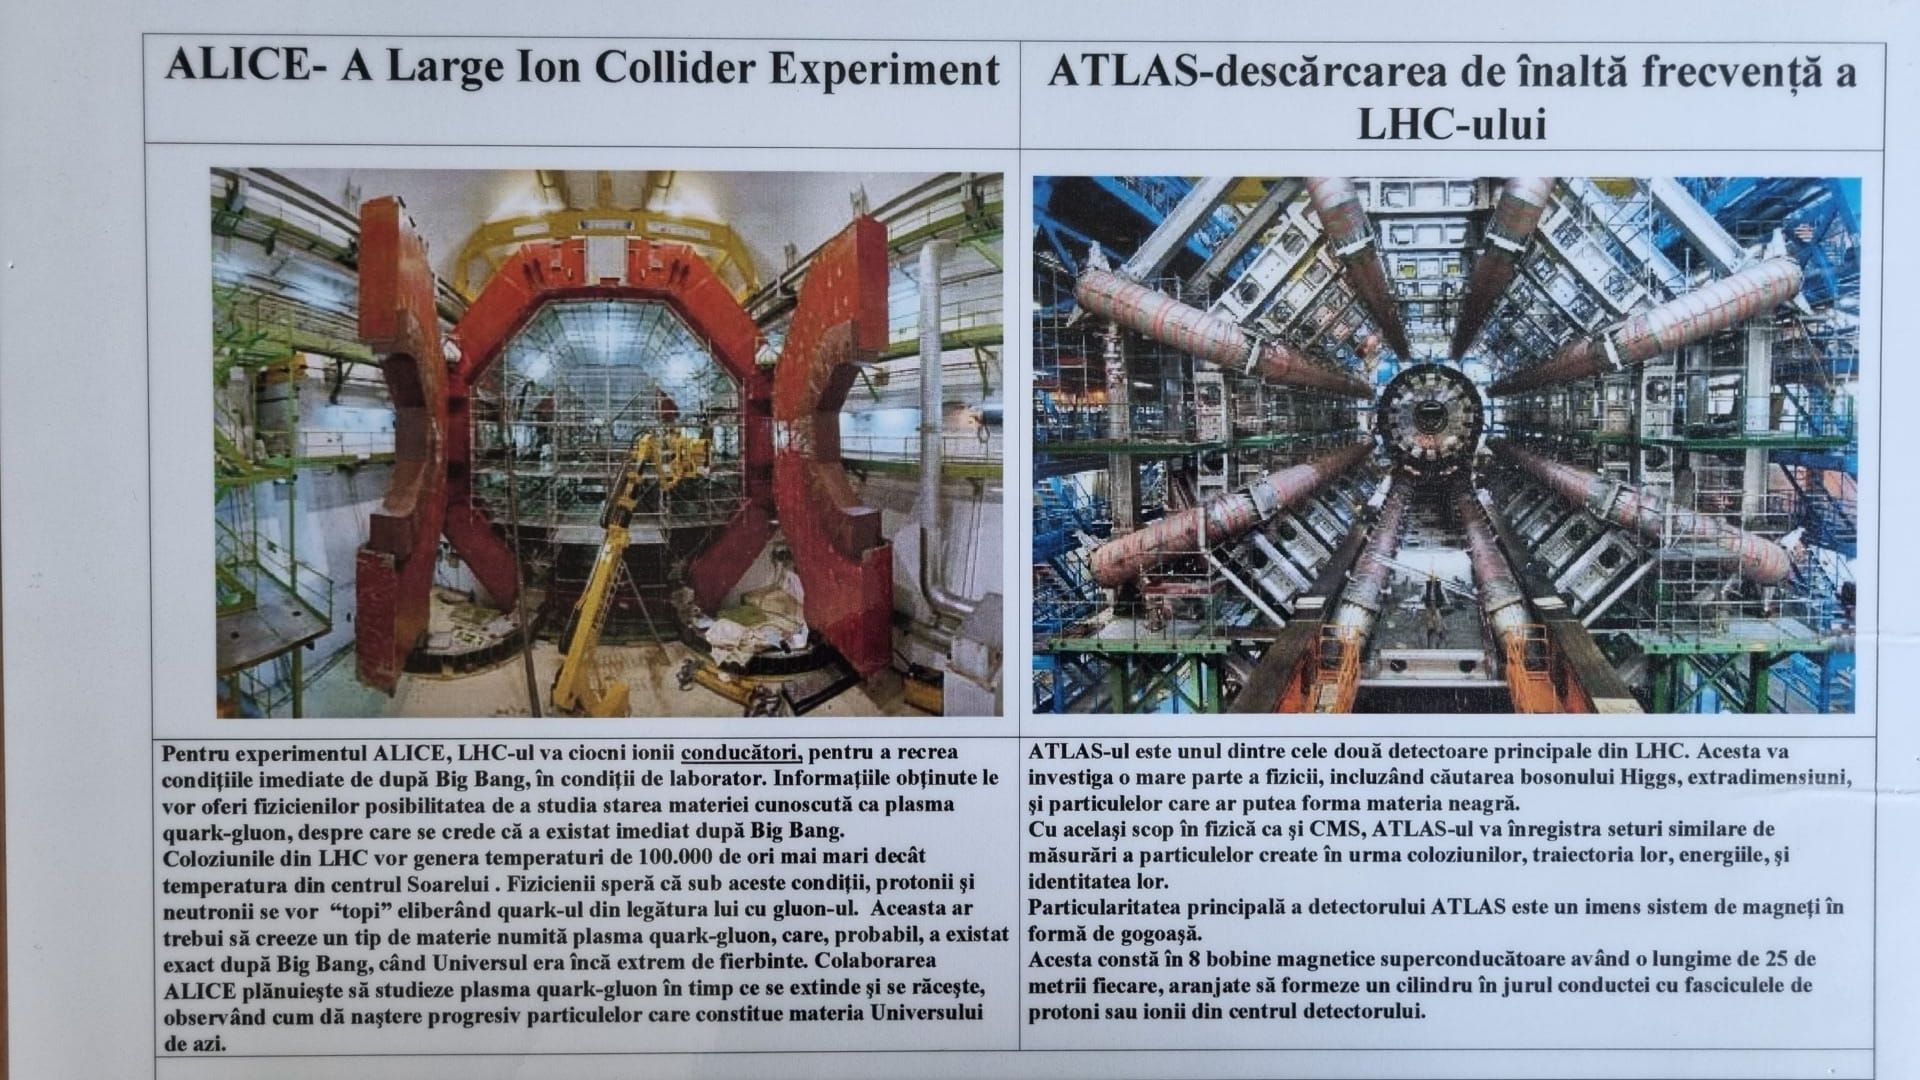 ALICE- A Large Ion Collider Experiment
ATLAS-descărcarea de înaltă frecvență a
LHC-ului
Pentru experimentul ALICE, LHC-ul va ciocni ionii conducători, pentru a recrea
condițiile imediate de după Big Bang, în condiții de laborator. Informațiile obținute le
vor oferi fizicienilor posibilitatea de a studia starea materiei cunoscută ca plasma
quark-gluon, despre care se crede că a existat imediat după Big Bang.
Coloziunile din LHC vor genera temperaturi de 100.000 de ori mai mari decât
temperatura din centrul Soarelui . Fizicienii speră că sub aceste condiții, protonii și
neutronii se vor “topi” eliberând quark-ul din legătura lui cu gluon-ul. Aceasta ar
trebui să creeze un tip de materie numită plasma quark-gluon, care, probabil, a existat
exact după Big Bang, când Universul era încă extrem de fierbinte. Colaborarea
ALICE plănuiește să studieze plasma quark-gluon în timp ce se extinde și se răcește,
observând cum dă naștere progresiv particulelor care constitue materia Universului
de azi.
ATLAS-ul este unul dintre cele două detectoare principale din LHC. Acesta va
investiga o mare parte a fizicii, incluzând căutarea bosonului Higgs, extradimensiuni,
și particulelor care ar putea forma materia neagră.
Cu același scop în fizică ca și CMS, ATLAS-ul va înregistra seturi similare de
măsurări a particulelor create în urma coloziunilor, traiectoria lor, energiile, și
identitatea lor.
Particularitatea principală a detectorului ATLAS este un imens sistem de magneți în
formă de gogoașă.
Acesta constă în 8 bobine magnetice superconducătoare având o lungime de 25 de
metrii fiecare, aranjate să formeze un cilindru în jurul conductei cu fasciculele de
protoni sau ionii din centrul detectorului.